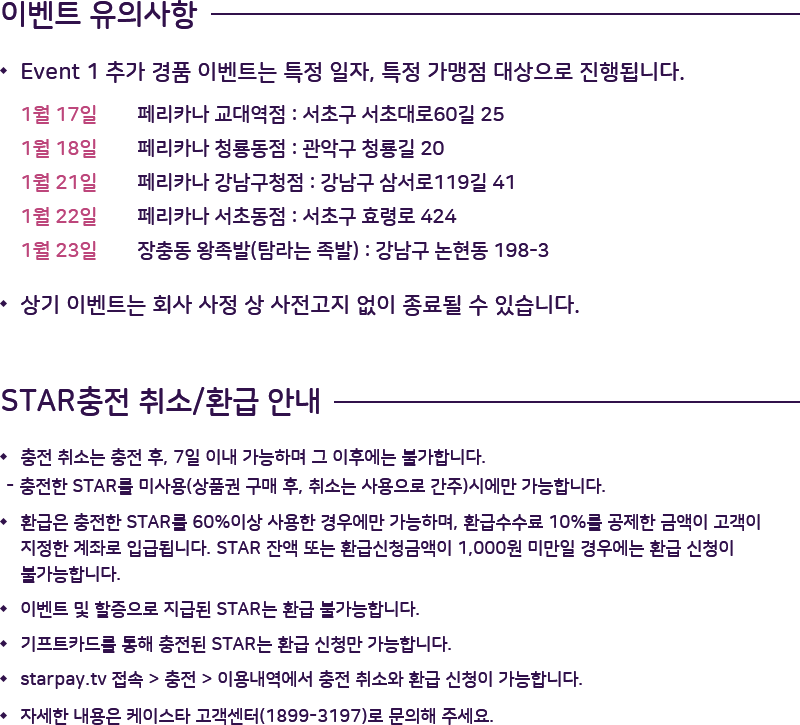 이벤트 유의사항
◆ Event 1 추가 경품 이벤트는 특정 일자, 특정 가맹점 대상으로 진행됩니다.
1월 17일 페리카나 교대역점 : 서초구 서초대로60길 25
1월 18일 페리카나 청룡동점 : 관악구 청룡길 20
1월 21일 페리카나 강남구청점 : 강남구 삼서로119길 41
1월 22일 페리카나 서초동점 : 서초구 효령로 424
1월 23일 장충동 왕족발(탐라는 족발) : 강남구 논현동 198-3
◆ 상기 이벤트는 회사 사정 상 사전고지 없이 종료될 수 있습니다.
STAR충전 취소/환급 안내
◆ 충전 취소는 충전 후, 7일 이내 가능하며 그 이후에는 불가합니다.
- 충전한 STAR를 미사용(상품권 구매 후, 취소는 사용으로 간주)시에만 가능합니다.
◆ 환급은 충전한 STAR를 60%이상 사용한 경우에만 가능하며, 환급수수료 10%를 공제한 금액이 고객이
지정한 계좌로 입급됩니다. STAR 잔액 또는 환급신청금액이 1,000원 미만일 경우에는 환급 신청이
불가능합니다.
◆ 이벤트 및 할증으로 지급된 STAR는 환급 불가능합니다.
◆ 기프트카드를 통해 충전된 STAR는 환급 신청만 가능합니다.
◆ starpay.tv 접속 > 충전 > 이용내역에서 충전 취소와 환급 신청이 가능합니다.
◆ 자세한 내용은 케이스타 고객센터(1899-3197)로 문의해 주세요.